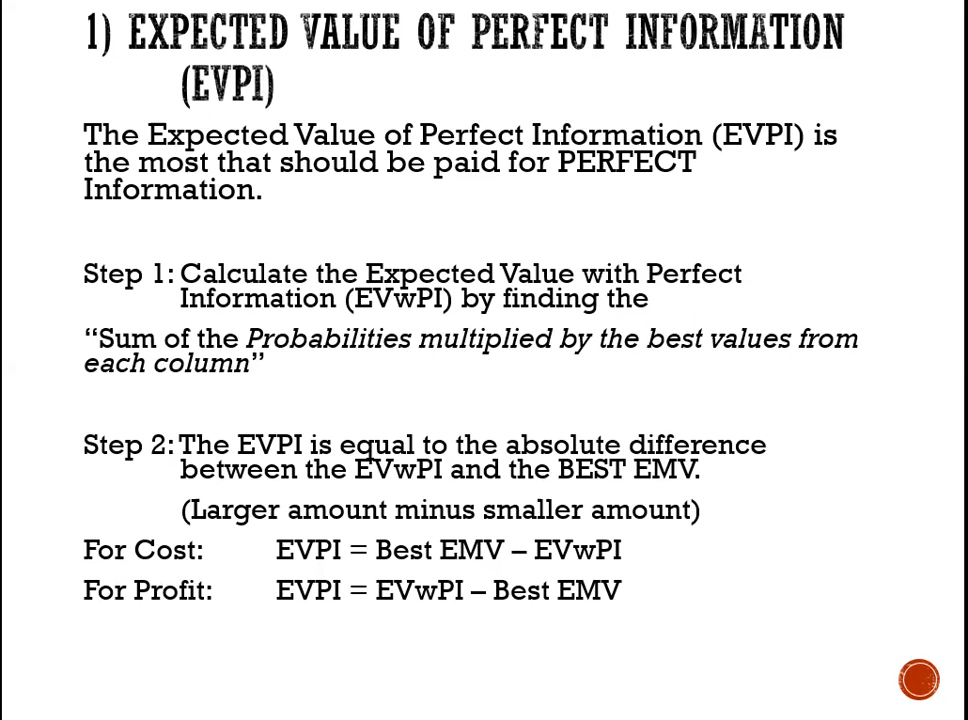 1) EXPECTED VALUE OF PERFECT INFORMATION
(EVPI)
The Expected Value of Perfect Information (EVPI) is
the most that should be paid for PERFECT
Information.
Step 1: Calculate the Expected Value with Perfect
Information (EVwPI) by finding the
“Sum of the Probabilities multiplied by the best values from
each column”
Step 2: The EVPI is equal to the absolute difference
between the EVwPI and the BEST EMV.
(Larger amount minus smaller amount)
For Cost: EVPI = Best EMV – EVwPI
For Profit: EVPI = EVwPI – Best EMV